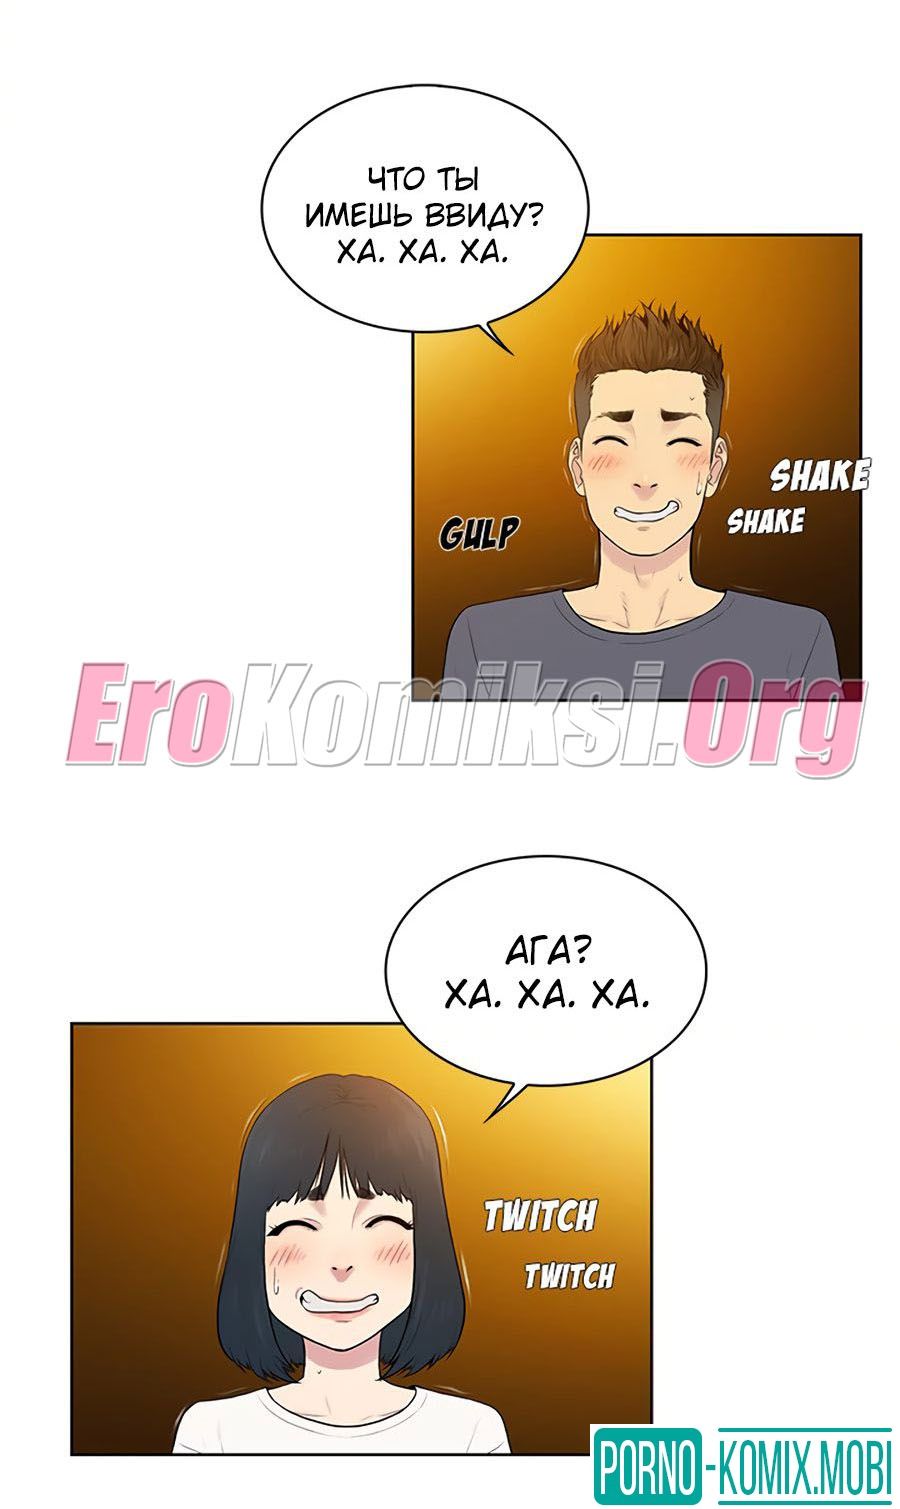 ЧТО ТЫ
ИМЕШЬ ВВИДУ?
ХА. ХА. ХА.
SHAKE
SHAKE
GULP
EroKomiksi.Org
АГА?
ХА. ХА. ХА.
TWITCH
TWITCH
PORNO-KOMIX.MOBI